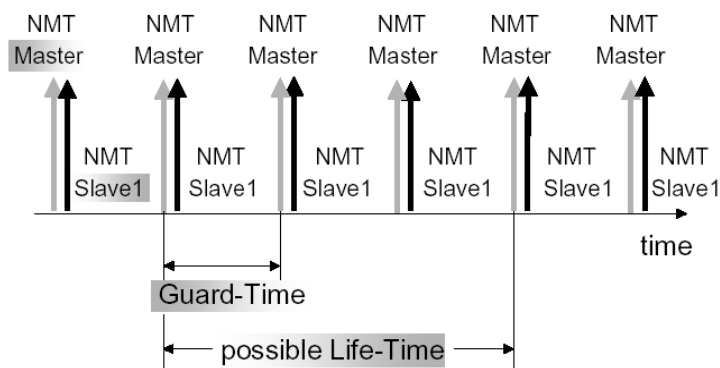 NMT NMT NMT NMT NMT NMT
Master Master Master Master Master Master
NMT NMT NMT NMT NMT NMT
Slave1 Slave1 Slave1 Slave1 Slave1 Slave1
time
Guard-Time
possible Life-Time